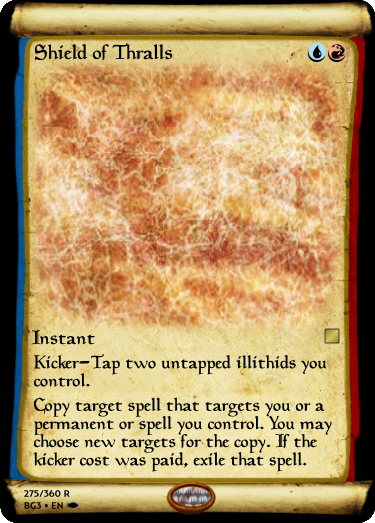 Shield of Thralls
Instant
Kicker—Tap two untapped illithids you
control.
Copy target spell that targets you or a
permanent or spell you control. You may
choose new targets for the copy. If the
kicker cost was paid, exile that spell.
275/360 R
BG3 • EN